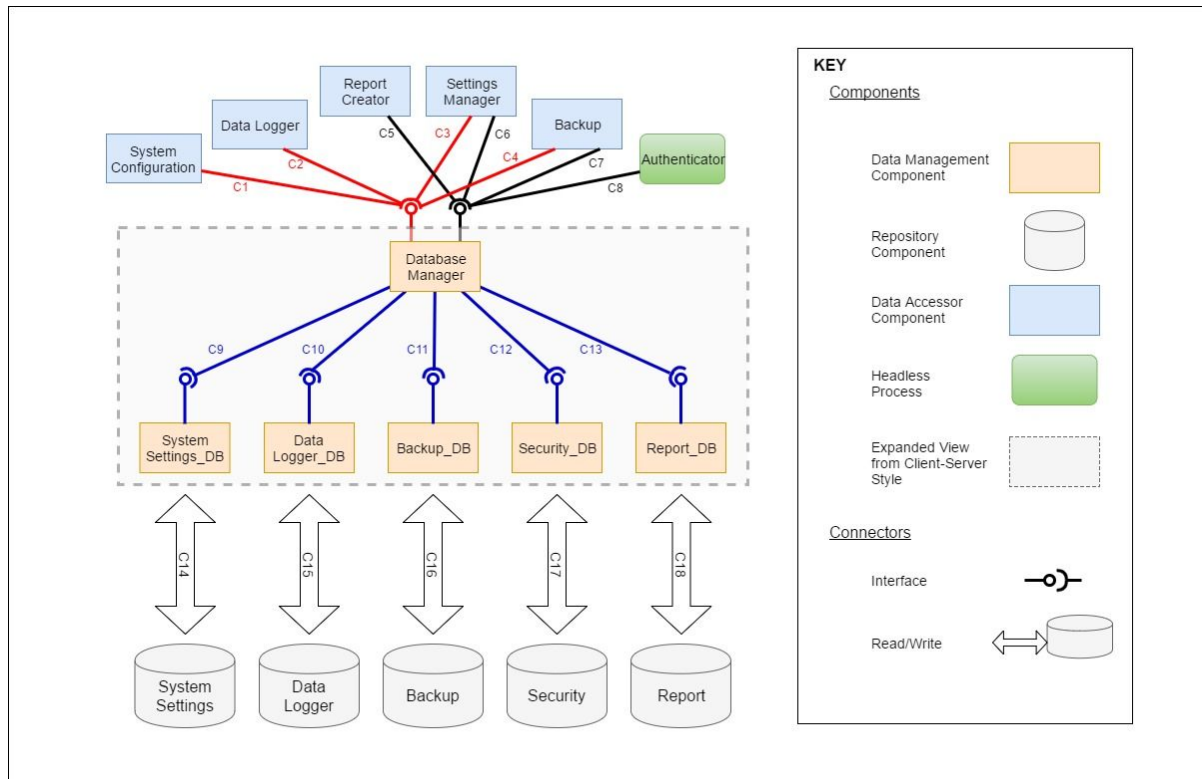 Report
Creator
Settings
Manager
Data Logger
Backup
System
Configuration
Authenticator
C1
C2
C5
C3
C6
C4
C7
C8
Database
Manager
C9
C10
C11
C12
C13
System
Settings_DB
Data
Logger_DB
Backup_DB
Security_DB
Report_DB
C14
C15
C16
C17
C18
System
Settings
Data
Logger
Backup
Security
Report
KEY
Components
Data Management
Component
Repository
Component
Data Accessor
Component
Headless
Process
Expanded View
from Client-Server
Style
Connectors
Interface
Read/Write